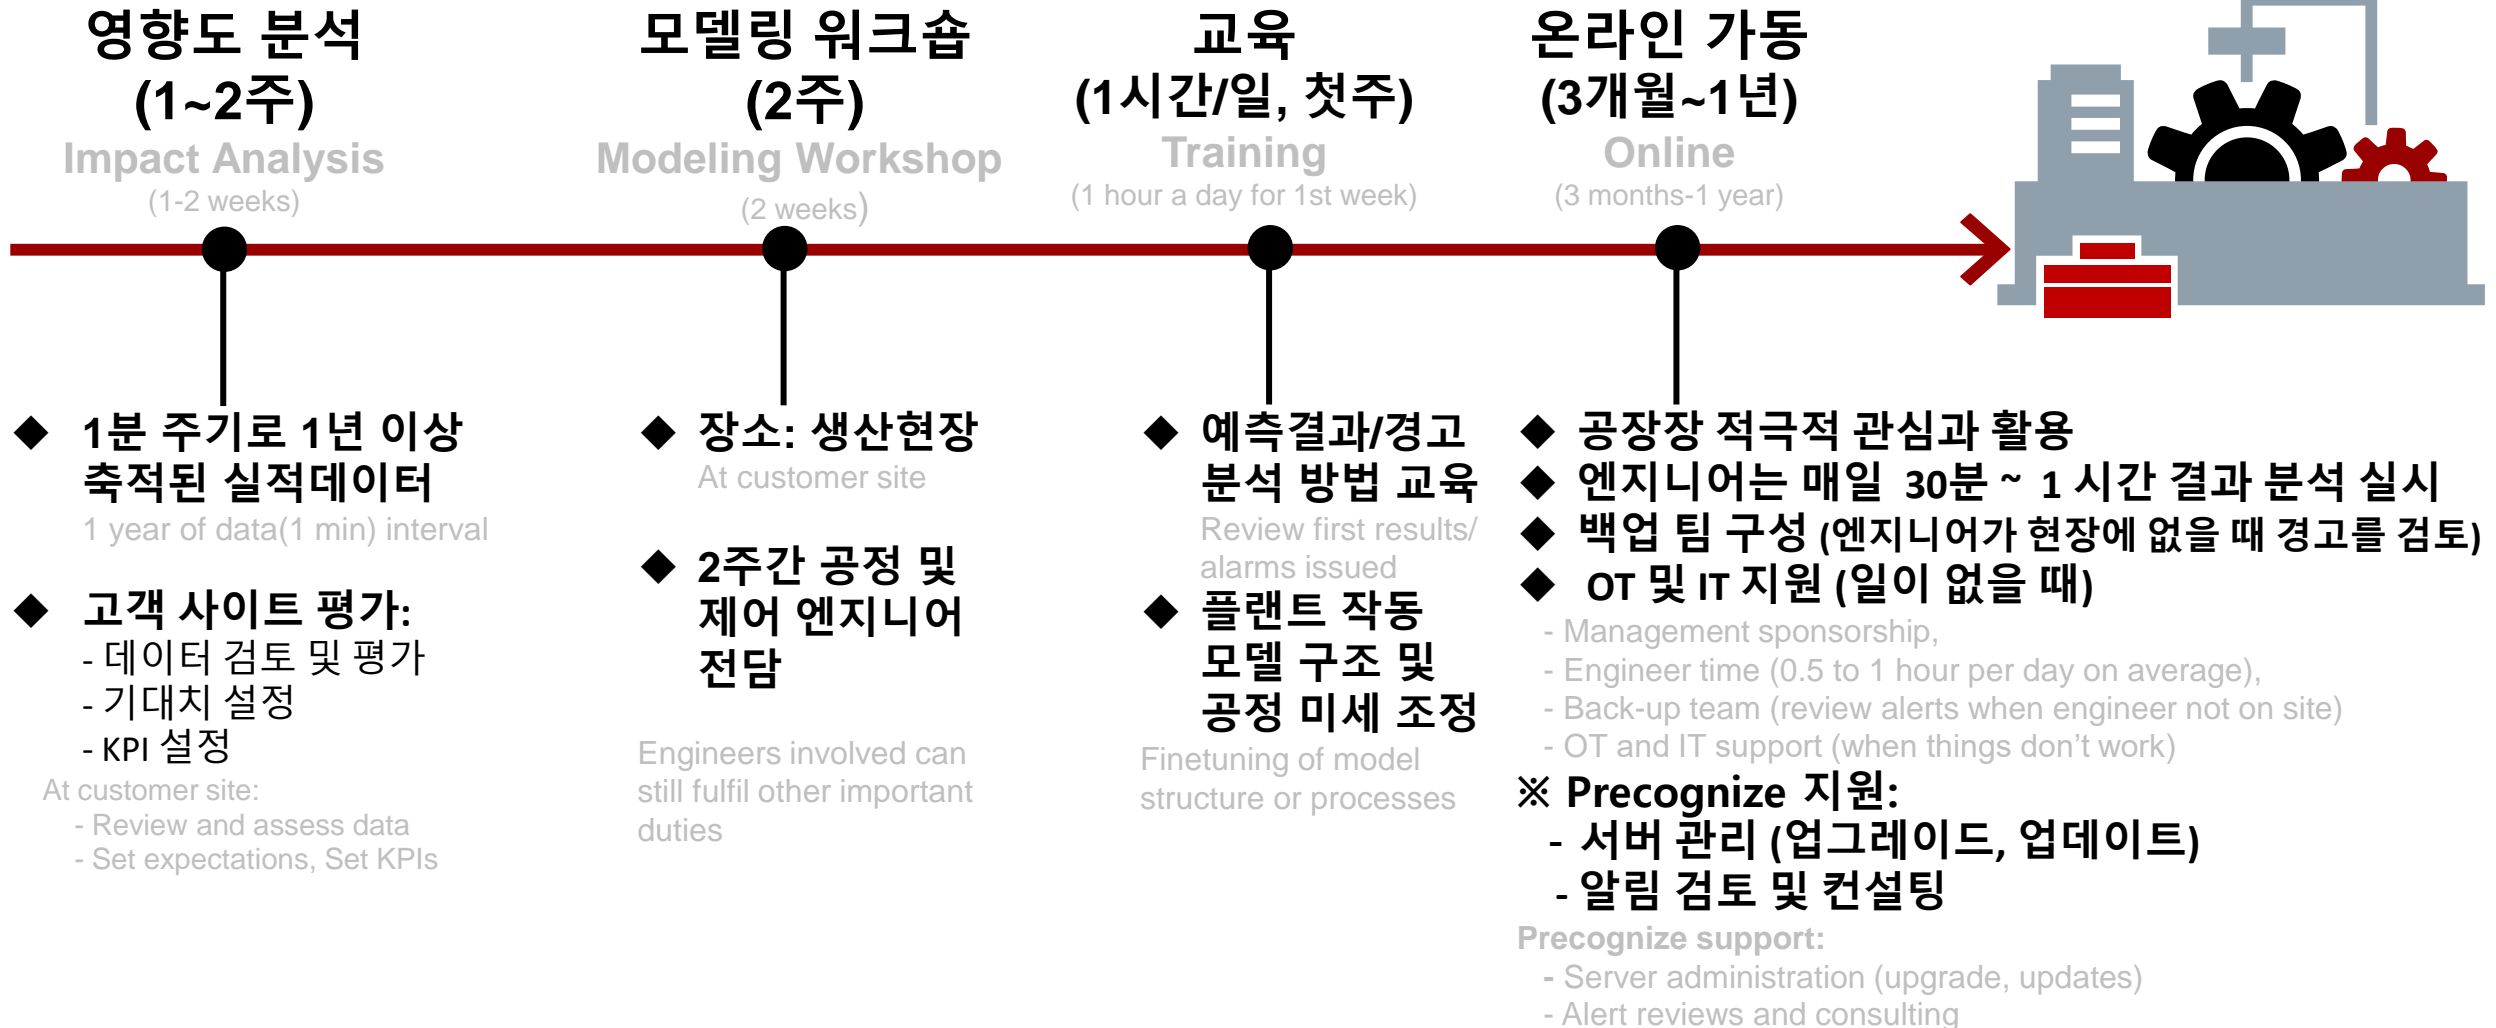 영향도 분석
(1~2주)
Impact Analysis
(1-2 weeks)
모델링 워크숍
(2주)
Modeling Workshop
(2 weeks)
교육
(1시간/일, 첫주)
Training
(1 hour a day for 1st week)
온라인 가동
(3개월~1년)
Online
(3 months-1 year)
◆ 1분 주기로 1년 이상
축적된 실적데이터
1 year of data(1 min) interval
◆ 고객 사이트 평가:
- 데이터 검토 및 평가
- 기대치 설정
- KPI 설정
At customer site:
- Review and assess data
- Set expectations, Set KPIs
◆ 장소: 생산현장
At customer site
◆ 2주간 공정 및
제어 엔지니어
전담
Engineers involved can
still fulfil other important
duties
◆ 예측결과/경고
분석 방법 교육
Review first results/
alarms issued
◆ 플랜트 작동
모델 구조 및
공정 미세 조정
Finetuning of model
structure or processes
◆ 공장장 적극적 관심과 활용
◆ 엔지니어는 매일 30분 ~ 1 시간 결과 분석 실시
◆ 백업 팀 구성 (엔지니어가 현장에 없을 때 경고를 검토)
◆ OT 및 IT 지원 (일이 없을 때)
- Management sponsorship,
- Engineer time (0.5 to 1 hour per day on average),
- Back-up team (review alerts when engineer not on site)
- OT and IT support (when things don’t work)
※ Precognize 지원:
- 서버 관리 (업그레이드, 업데이트)
- 알림 검토 및 컨설팅
Precognize support:
- Server administration (upgrade, updates)
- Alert reviews and consulting